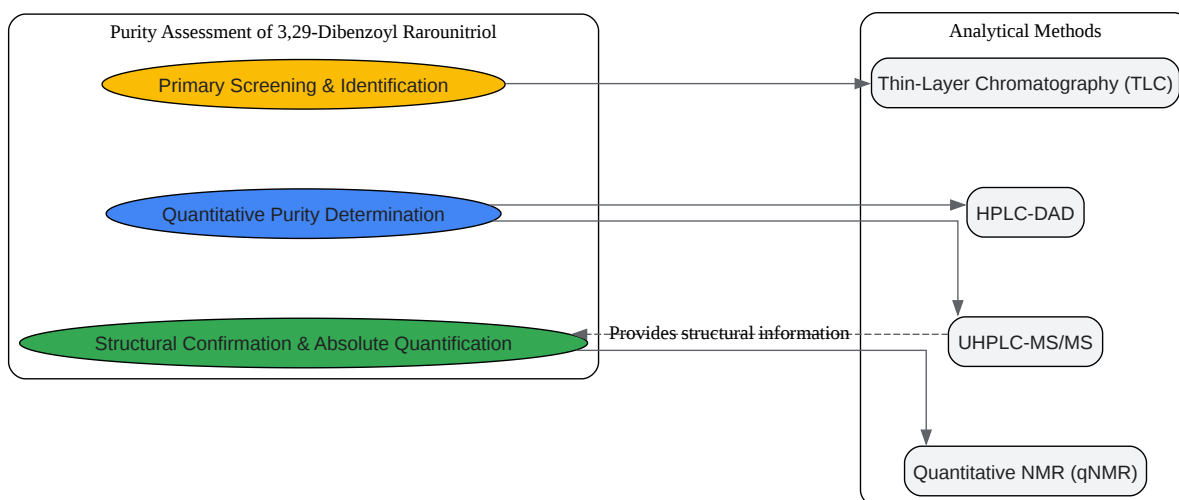 Purity Assessment of 3,29-Dibenzoyl Rarounitriol
Analytical Methods
Primary Screening & Identification
Thin-Layer Chromatography (TLC)
Quantitative Purity Determination
HPLC-DAD
Structural Confirmation & Absolute Quantification
Provides structural information
UHPLC-MS/MS
Quantitative NMR (qNMR)